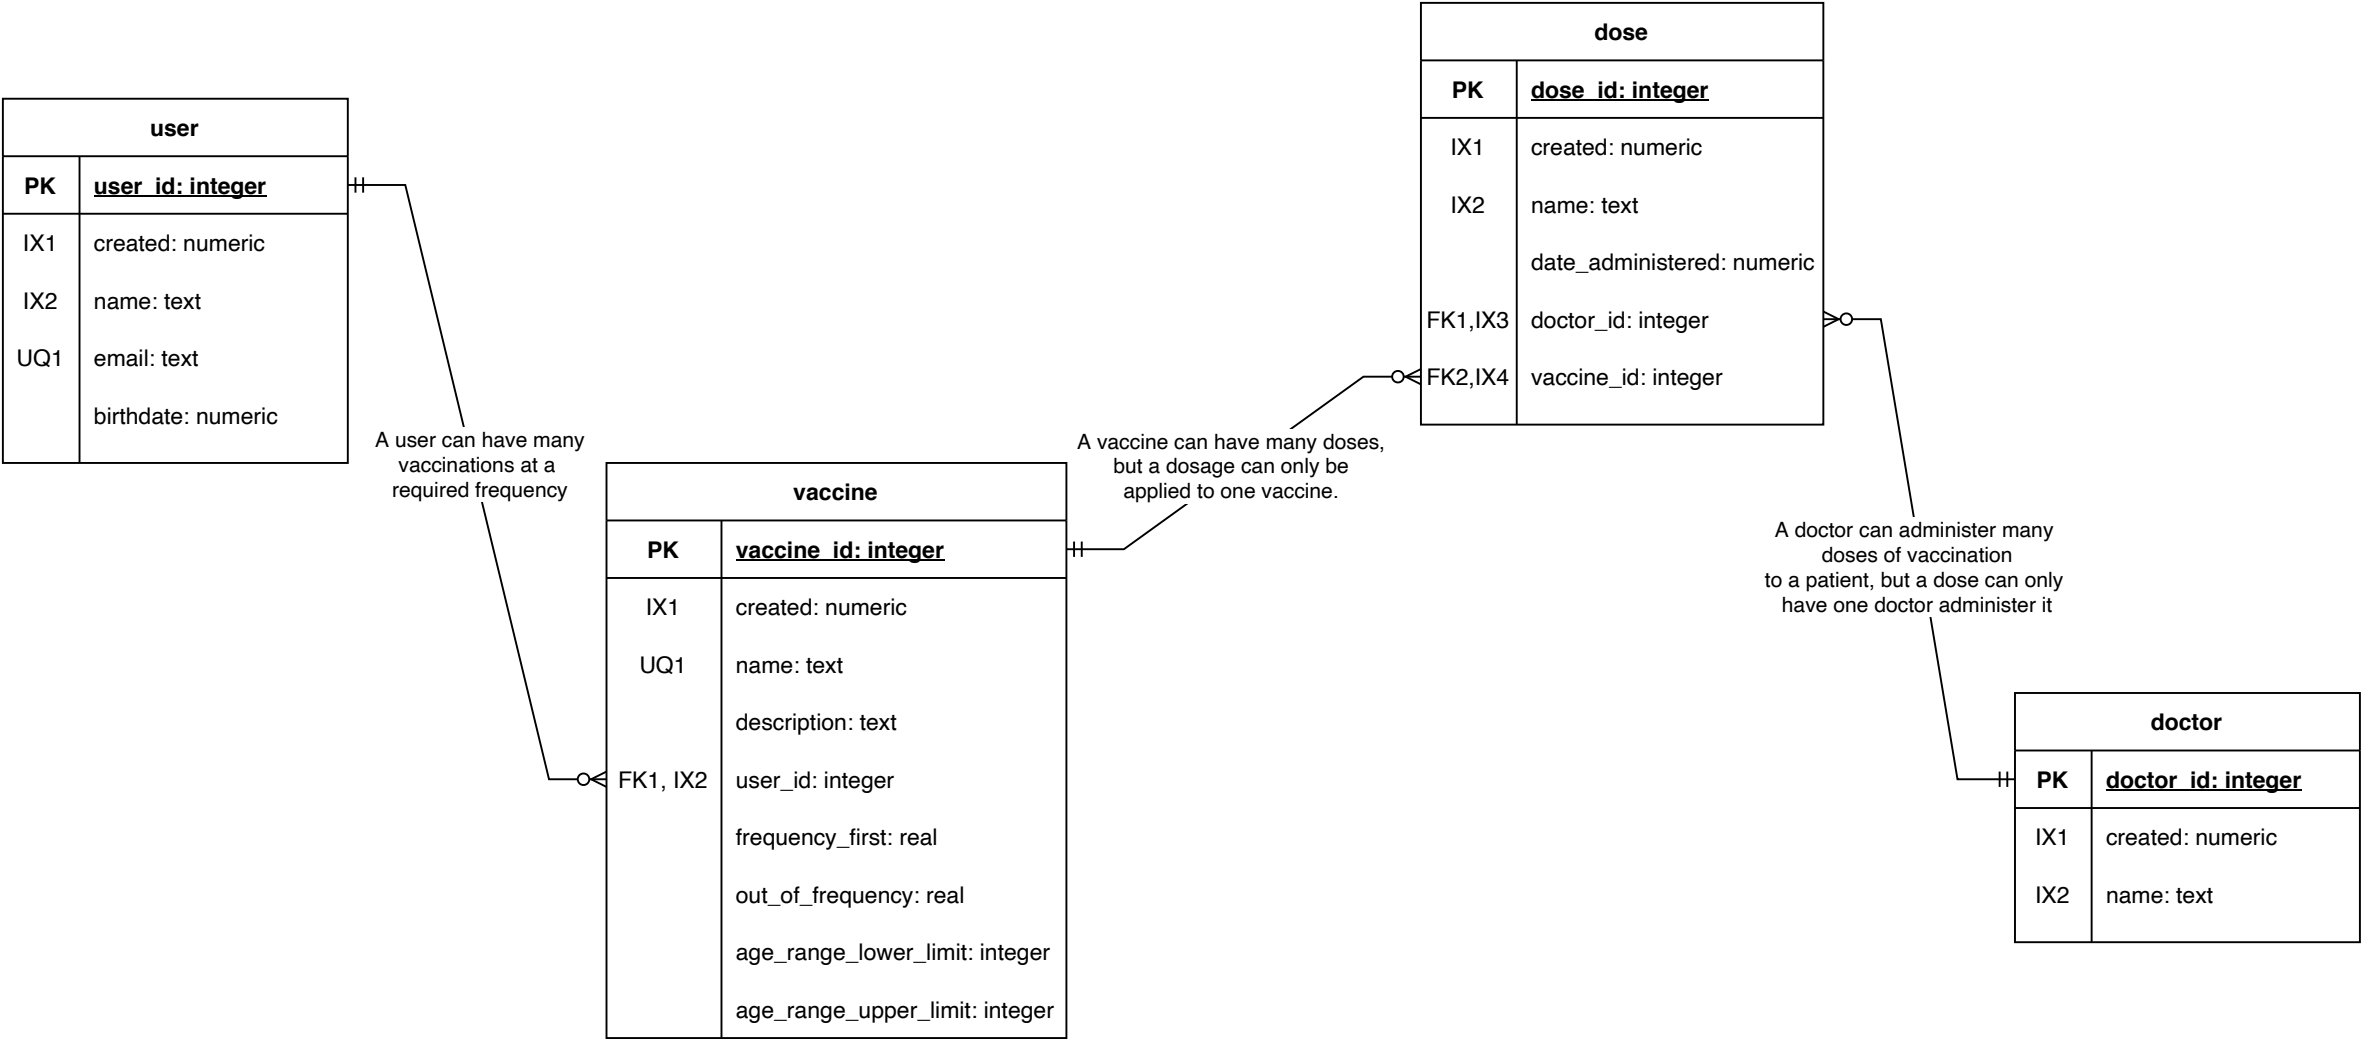 user
PK user_id: integer
IX1 created: numeric
IX2 name: text
UQ1 email: text
birthdate: numeric
A user can have many
vaccinations at a
required frequency
vaccine
PK vaccine_id: integer
IX1 created: numeric
UQ1 name: text
description: text
FK1, IX2 user_id: integer
frequency_first: real
out_of_frequency: real
age_range_lower_limit: integer
age_range_upper_limit: integer
A vaccine can have many doses,
but a dosage can only be
applied to one vaccine.
dose
PK dose_id: integer
IX1 created: numeric
IX2 name: text
date_administered: numeric
FK1,IX3 doctor_id: integer
FK2,IX4 vaccine_id: integer
A doctor can administer many
doses of vaccination
to a patient, but a dose can only
have one doctor administer it
doctor
PK doctor_id: integer
IX1 created: numeric
IX2 name: text